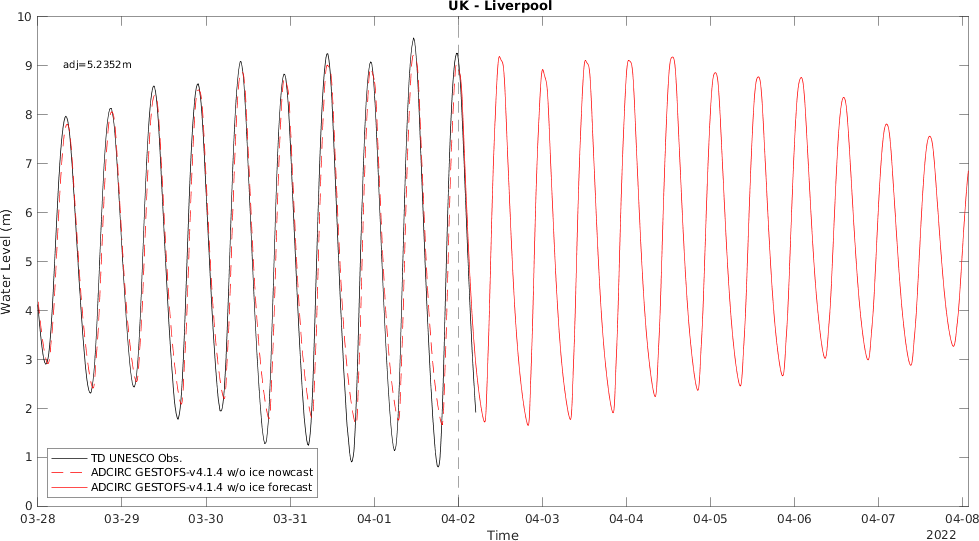 UK - Liverpool
10
adj=5.2352m
9
8
7
6
5
4
3
2
1
0
Water Level (m)
TD UNESCO Obs.
ADCIRC GESTOFS-v4.1.4 w/o ice nowcast
ADCIRC GESTOFS-v4.1.4 w/o ice forecast
03-28 03-29 03-30 03-31 04-01 04-02 04-03 04-04 04-05 04-06 04-07 04-08
Time
2022